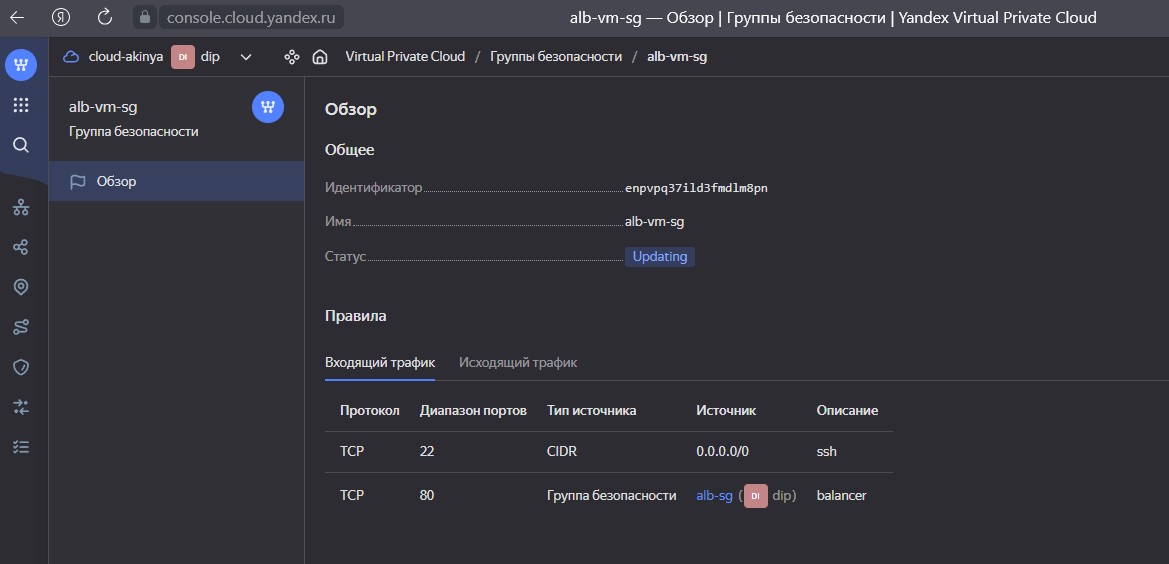 console.cloud.yandex.ru
alb-vm-sg — Обзор | Группы безопасности | Yandex Virtual Private Cloud
cloud-akinya DI dip
Virtual Private Cloud / Группы безопасности / alb-vm-sg
alb-vm-sg
Группа безопасности
Обзор
Обзор
Общее
Идентификатор enpvpq37ild3fmdlm8pn
Имя alb-vm-sg
Статус Updating
Правила
Входящий трафик Исходящий трафик
Протокол Диапазон портов Тип источника Источник Описание
TCP 22 CIDR 0.0.0.0/0 ssh
TCP 80 Группа безопасности alb-sg (DI dip) balancer